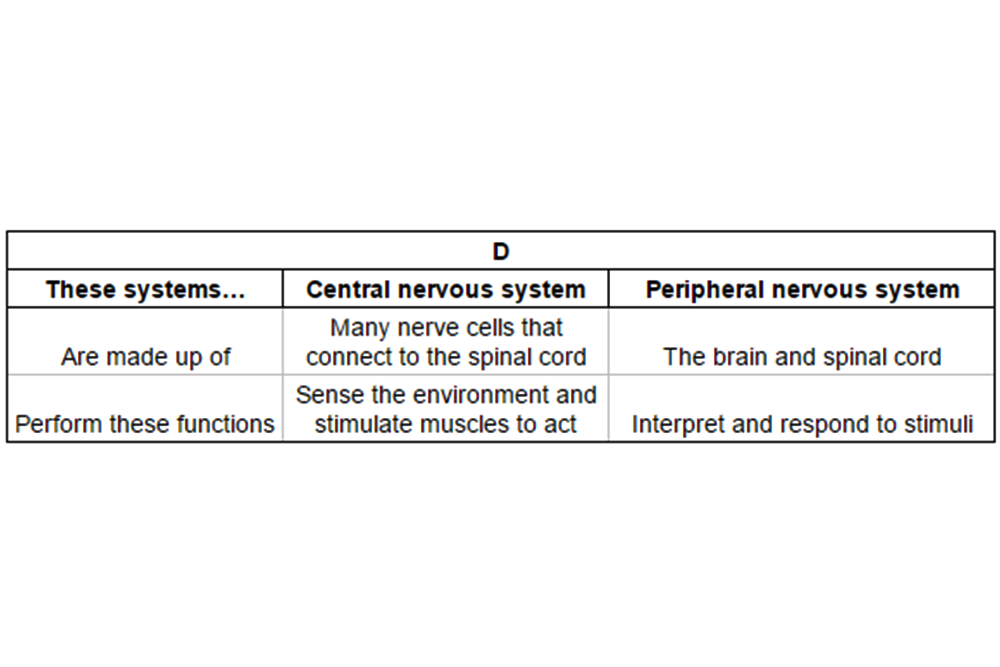 D
These systems... Central nervous system Peripheral nervous system
Many nerve cells that
Are made up of connect to the spinal cord The brain and spinal cord
Sense the environment and
Perform these functions stimulate muscles to act Interpret and respond to stimuli